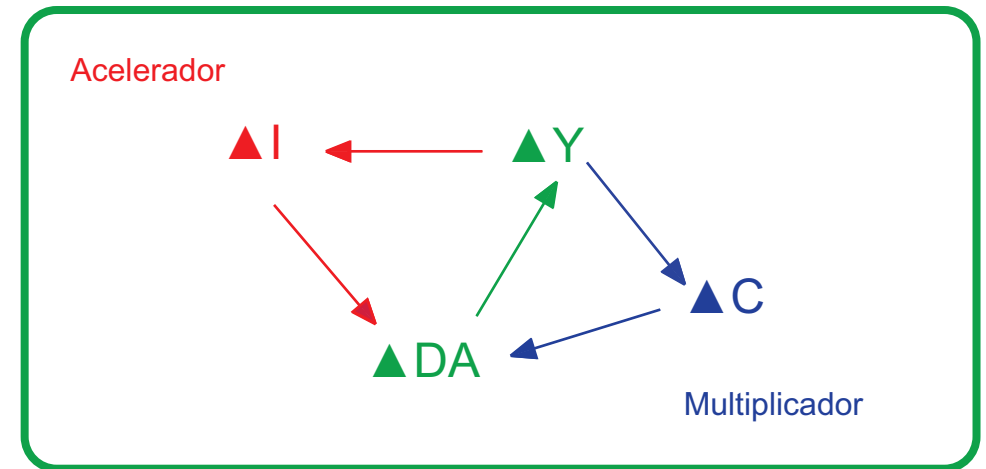 Acelerador
▲I
▲Y
▲C
▲DA
Multiplicador